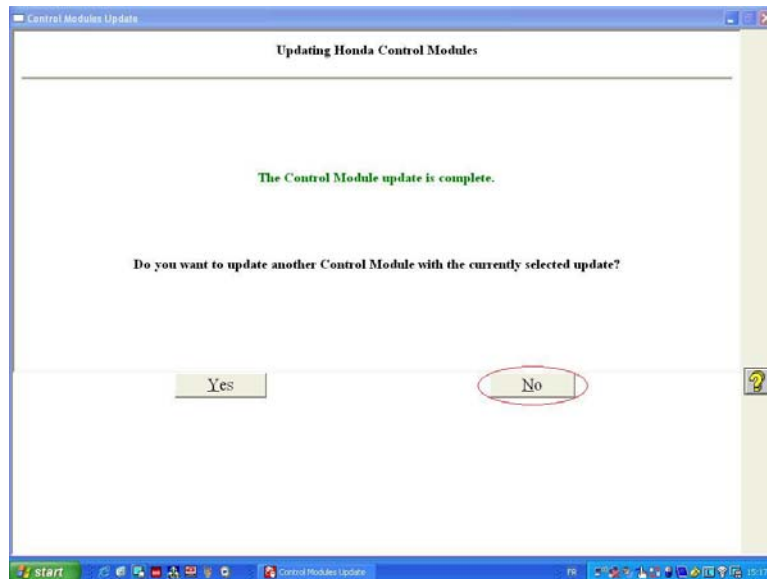 Control Modules Update
Updating Honda Control Modules
The Control Module update is complete.
Do you want to update another Control Module with the currently selected update?
Yes
No
start
Control Modules Update
FR
15:17